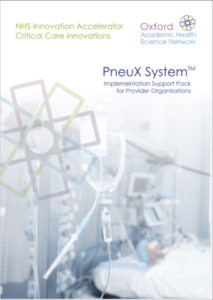 NHS Innovation Accelerator
Critical Care innovations
Oxford
Academic Health
Science Network
PneuX System™
Implementation Support Pack
for Provider Organisations